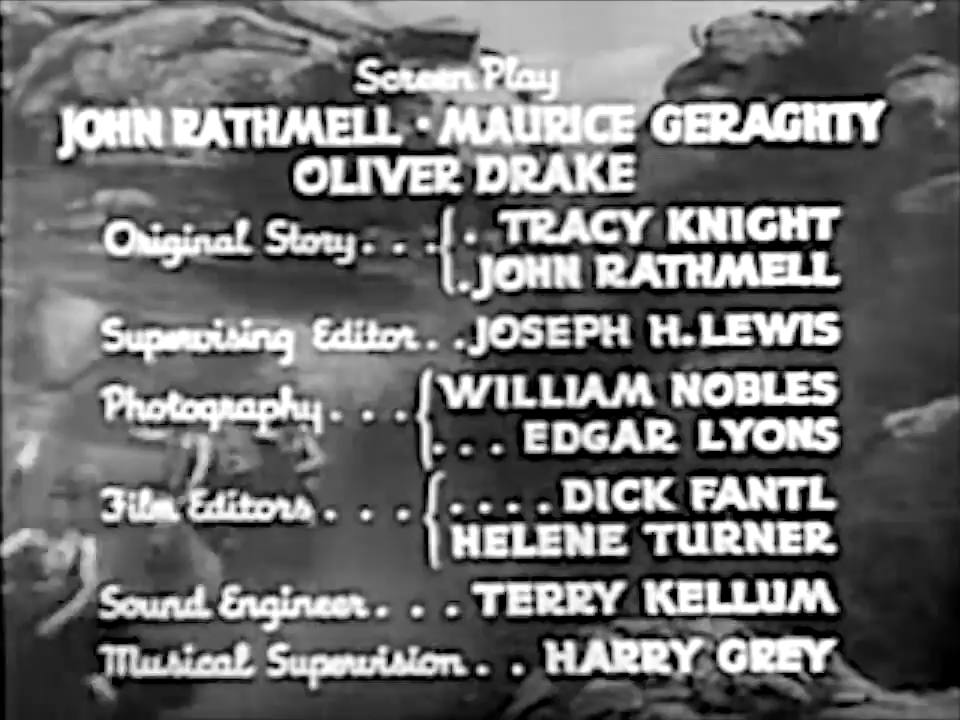 Screen Play
JOHN RATHMELL · MAURICE GERAGHTY
OLIVER DRAKE
Original Story . . . { . TRACY KNIGHT
. JOHN RATHMELL
Supervising Editor . . JOSEPH H. LEWIS
Photography . . . { WILLIAM NOBLES
. . . EDGAR LYONS
Film Editors . . . { . . . . DICK FANTL
HELENE TURNER
Sound Engineer . . . TERRY KELLUM
Musical Supervision . . HARRY GREY